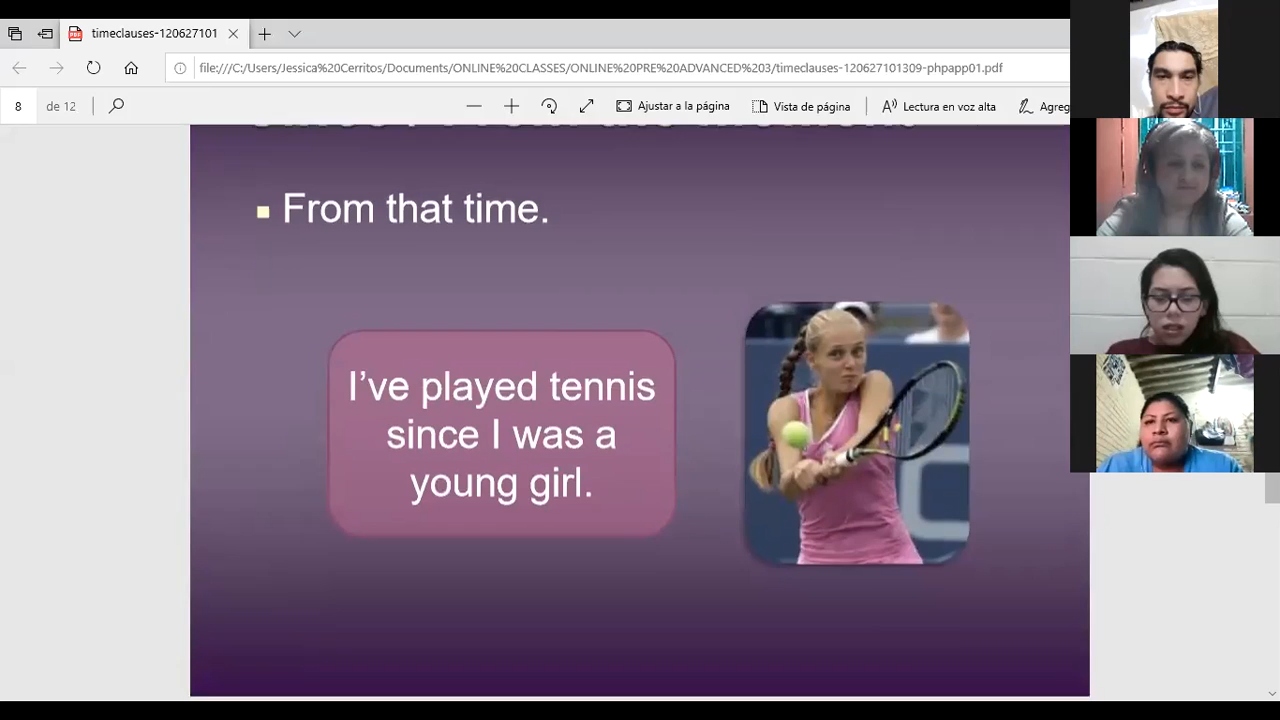 timeclauses-120627101
file:///C:/Users/Jessica%20Cerritos/Documents/ONLINE%20CLASSES/ONLINE%20PRE%20ADVANCED%203/timeclauses-120627101309-phpapp01.pdf
8 de 12
Ajustar a la página
Vista de página
Lectura en voz alta
Agreg
From that time.
I've played tennis
since I was a
young girl.